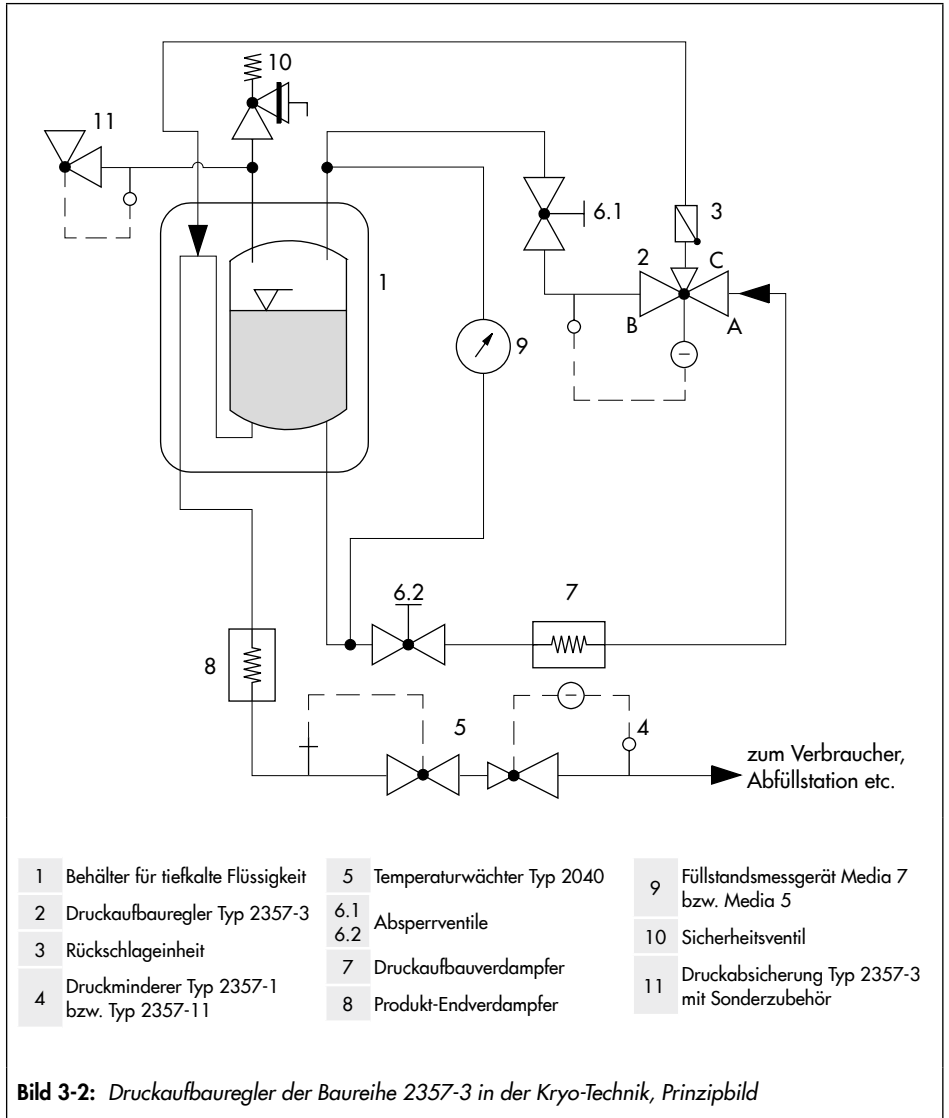 10
11
6.1
3
2
C
1
B
A
9
6.2
7
8
5
4
zum Verbraucher,
Abfüllstation etc.
1 Behälter für tiefkalte Flüssigkeit
2 Druckaufbauregler Typ 2357-3
3 Rückschlageinheit
4 Druckminderer Typ 2357-1
bzw. Typ 2357-11
5 Temperaturwächter Typ 2040
6.1
6.2 Absperrventile
7 Druckaufbauverdampfer
8 Produkt-Endverdampfer
9 Füllstandsmessgerät Media 7
bzw. Media 5
10 Sicherheitsventil
11 Druckabsicherung Typ 2357-3
mit Sonderzubehör
Bild 3-2: Druckaufbauregler der Baureihe 2357-3 in der Kryo-Technik, Prinzipbild